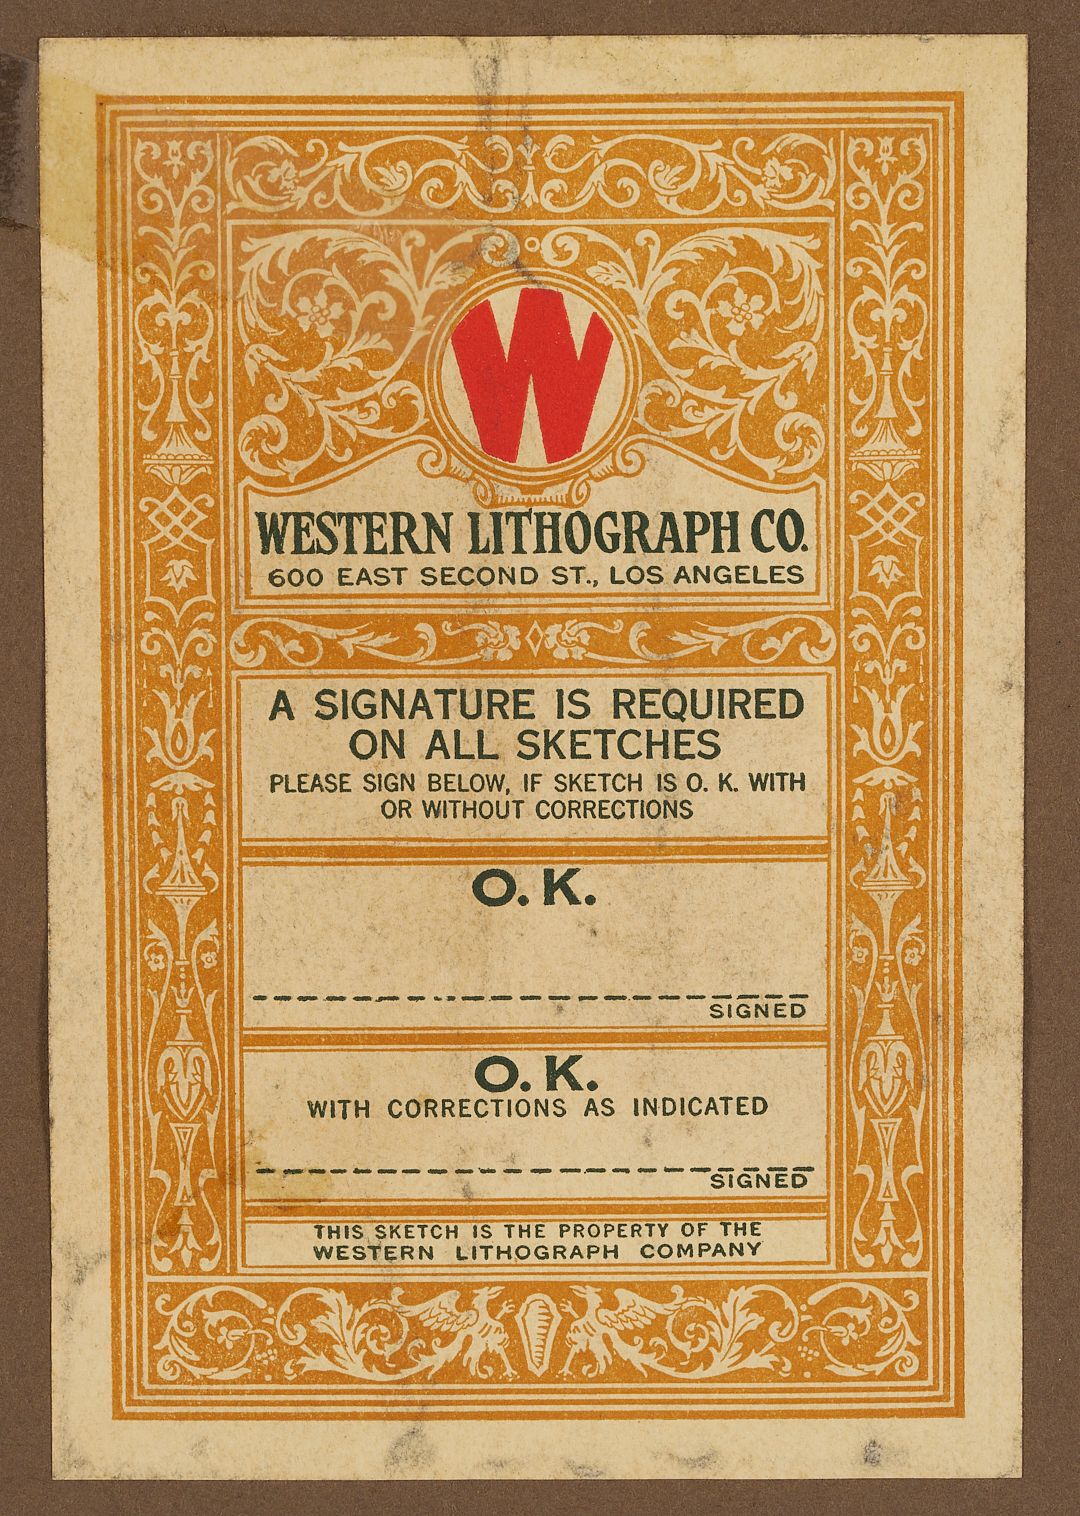 W
WESTERN LITHOGRAPH CO.
600 EAST SECOND ST., LOS ANGELES
A SIGNATURE IS REQUIRED
ON ALL SKETCHES
PLEASE SIGN BELOW, IF SKETCH IS O. K. WITH
OR WITHOUT CORRECTIONS
O. K.
SIGNED
O. K.
WITH CORRECTIONS AS INDICATED
SIGNED
THIS SKETCH IS THE PROPERTY OF THE
WESTERN LITHOGRAPH COMPANY